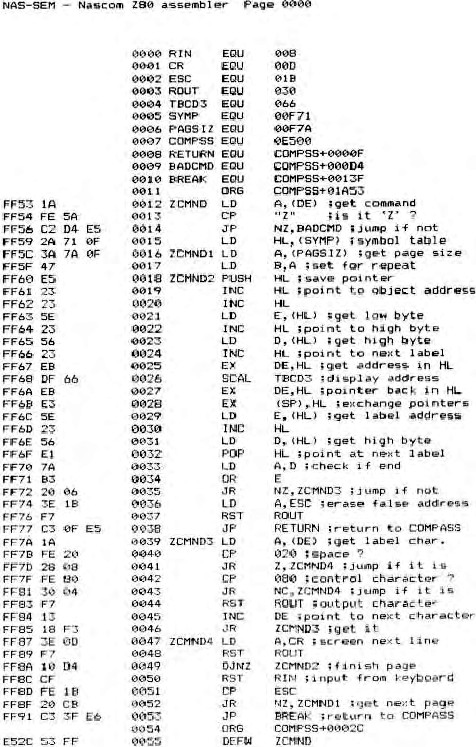 NAS-SEM - Nascom Z80 assembler Page 0000
0000 RIN EQU 008
0001 CR EQU 00D
0002 ESC EQU 01B
0003 ROUT EQU 030
0004 TBCD3 EQU 066
0005 SYMP EQU 00F71
0006 PAGSIZ EQU 00F7A
0007 COMPSS EQU 0E500
0008 RETURN EQU COMPSS+0000F
0009 BADCMD EQU COMPSS+000D4
0010 BREAK EQU COMPSS+0013F
0011 ORG COMPSS+01A53
FF53 1A 0012 ZCMND LD A,(DE) ;get command
FF54 FE 5A 0013 CP "Z" ;is it 'Z' ?
FF56 C2 D4 E5 0014 JP NZ,BADCMD ;jump if not
FF59 2A 71 0F 0015 LD HL,(SYMP) ;symbol table
FF5C 3A 7A 0F 0016 ZCMND1 LD A,(PAGSIZ) ;get page size
FF5F 47 0017 LD B,A ;set for repeat
FF60 E5 0018 ZCMND2 PUSH HL ;save pointer
FF61 23 0019 INC HL ;point to object address
FF62 23 0020 INC HL
FF63 5E 0021 LD E,(HL) ;get low byte
FF64 23 0022 INC HL ;point to high byte
FF65 56 0023 LD D,(HL) ;get high byte
FF66 23 0024 INC HL ;point to next label
FF67 EB 0025 EX DE,HL ;get address in HL
FF68 DF 66 0026 SCAL TBCD3 ;display address
FF6A EB 0027 EX DE,HL ;pointer back in HL
FF6B E3 0028 EX (SP),HL ;exchange pointers
FF6C 5E 0029 LD E,(HL) ;get label address
FF6D 23 0030 INC HL
FF6E 56 0031 LD D,(HL) ;get high byte
FF6F E1 0032 POP HL ;point at next label
FF70 7A 0033 LD A,D ;check if end
FF71 B3 0034 OR E
FF72 20 06 0035 JR NZ,ZCMND3 ;jump if not
FF74 3E 1B 0036 LD A,ESC ;erase false address
FF76 F7 0037 RST ROUT
FF77 C3 0F E5 0038 JP RETURN ;return to COMPASS
FF7A 1A 0039 ZCMND3 LD A,(DE) ;get label char.
FF7B FE 20 0040 CP 020 ;space ?
FF7D 28 08 0041 JR Z,ZCMND4 ;jump if it is
FF7F FE 80 0042 CP 080 ;control character ?
FF81 30 04 0043 JR NC,ZCMND4 ;jump if it is
FF83 F7 0044 RST ROUT ;output character
FF84 13 0045 INC DE ;point to next character
FF85 18 F3 0046 JR ZCMND3 ;get it
FF87 3E 0D 0047 ZCMND4 LD A,CR ;screen next line
FF89 F7 0048 RST ROUT
FF8A 10 D4 0049 DJNZ ZCMND2 ;finish page
FF8C CF 0050 RST RIN ;input from keyboard
FF8D FE 1B 0051 CP ESC
FF8F 20 CB 0052 JR NZ,ZCMND1 ;get next page
FF91 C3 3F E6 0053 JP BREAK ;return to COMPASS
0054 ORG COMPSS+0002C
E52C 53 FF 0055 DEFW ZCMND